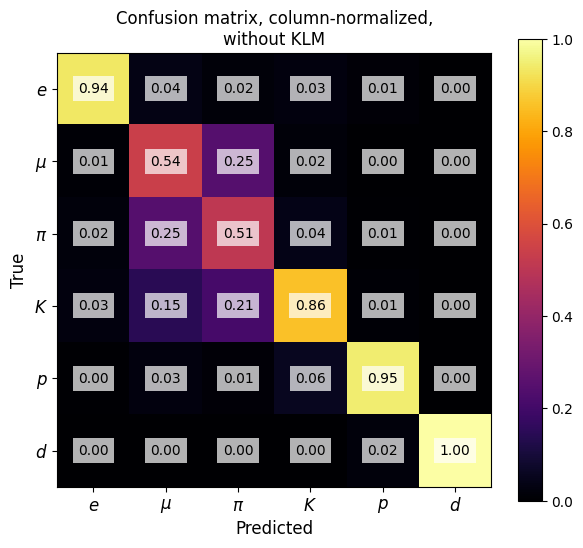 Confusion matrix, column-normalized,
without KLM
1.0
e 0.94 0.04 0.02 0.03 0.01 0.00
0.8
μ 0.01 0.54 0.25 0.02 0.00 0.00
0.6
π 0.02 0.25 0.51 0.04 0.01 0.00
True
0.4
K 0.03 0.15 0.21 0.86 0.01 0.00
0.2
p 0.00 0.03 0.01 0.06 0.95 0.00
d 0.00 0.00 0.00 0.00 0.02 1.00
0.0
e μ π K p d
Predicted